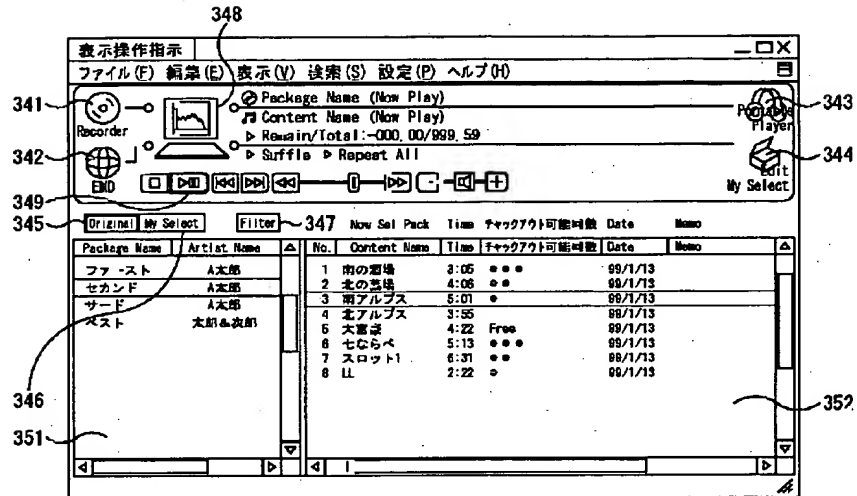 348
表示操作指示
ファイル(F) 編集(E) 表示(V) 検索(S) 設定(P) ヘルプ(H)
341
Recorder
Package Name (Now Play)
Content Name (Now Play)
Remain/Total:-000.00/999.59
Suffle Repeat All
343
Portable Player
342
EMD
344
Edit
My Select
349
345
Original My Select Filter
347
Now Sel Pack Time チャックアウト可能回数 Date Memo
Package Name Artist Name
No. Content Name Time チャックアウト可能回数 Date Memo
ファースト A太郎
セカンド A太郎
サード A太郎
ベスト 太郎&次郎
1 南の酒場 3:05 ●●● 99/1/13
2 北の酒場 4:06 ●● 99/1/13
3 南アルプス 5:01 ● 99/1/13
4 北アルプス 3:55 99/1/13
5 大富豪 4:22 Free 99/1/13
6 七ならべ 5:13 ●●● 99/1/13
7 スロット1 6:31 ●● 99/1/13
8 LL 2:22 ● 99/1/13
346
351
352